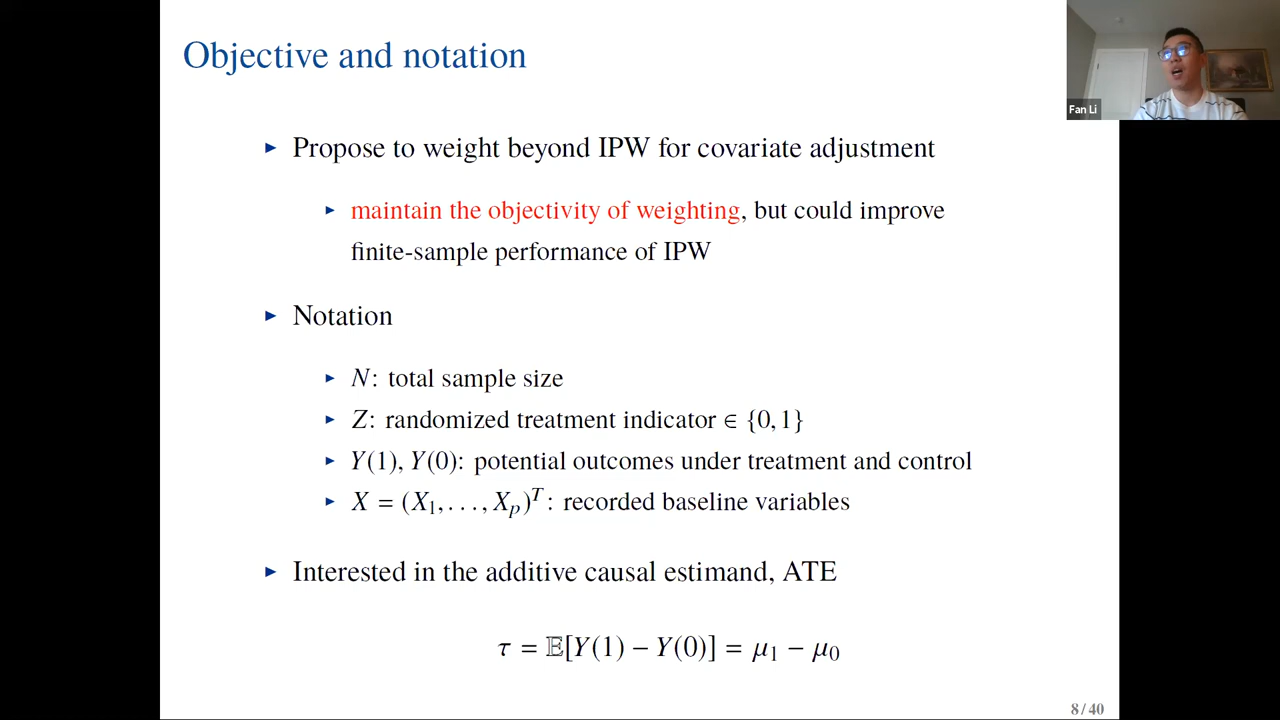 Objective and notation
Fan Li
▸ Propose to weight beyond IPW for covariate adjustment
▸ maintain the objectivity of weighting, but could improve
finite-sample performance of IPW
▸ Notation
▸ N: total sample size
▸ Z: randomized treatment indicator ∈ {0, 1}
▸ Y(1), Y(0): potential outcomes under treatment and control
▸ X = (X₁, . . . , Xₚ)ᵀ: recorded baseline variables
▸ Interested in the additive causal estimand, ATE
τ = 𝔼[Y(1) − Y(0)] = μ₁ − μ₀
8 / 40